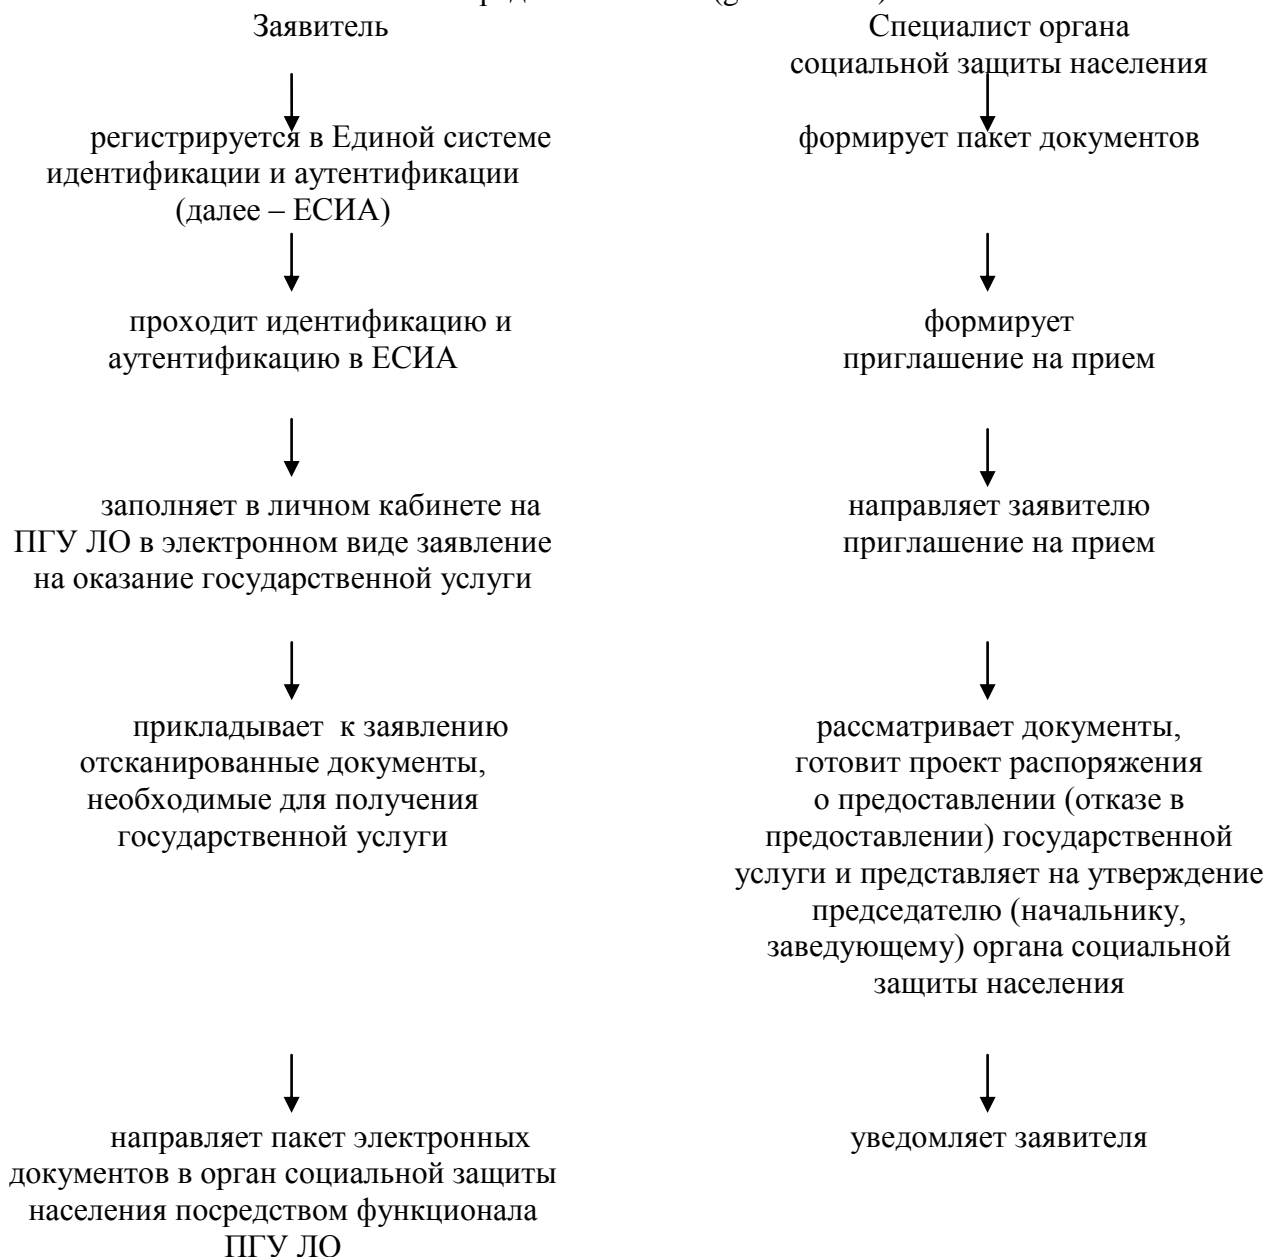 Заявитель
регистрируется в Единой системе
идентификации и аутентификации
(далее – ЕСИА)
проходит идентификацию и
аутентификацию в ЕСИА
заполняет в личном кабинете на
ПГУ ЛО в электронном виде заявление
на оказание государственной услуги
прикладывает к заявлению
отсканированные документы,
необходимые для получения
государственной услуги
направляет пакет электронных
документов в орган социальной защиты
населения посредством функционала
ПГУ ЛО
Специалист органа
социальной защиты населения
формирует пакет документов
формирует
приглашение на прием
направляет заявителю
приглашение на прием
рассматривает документы,
готовит проект распоряжения
о предоставлении (отказе в
предоставлении) государственной
услуги и представляет на утверждение
председателю (начальнику,
заведующему) органа социальной
защиты населения
уведомляет заявителя